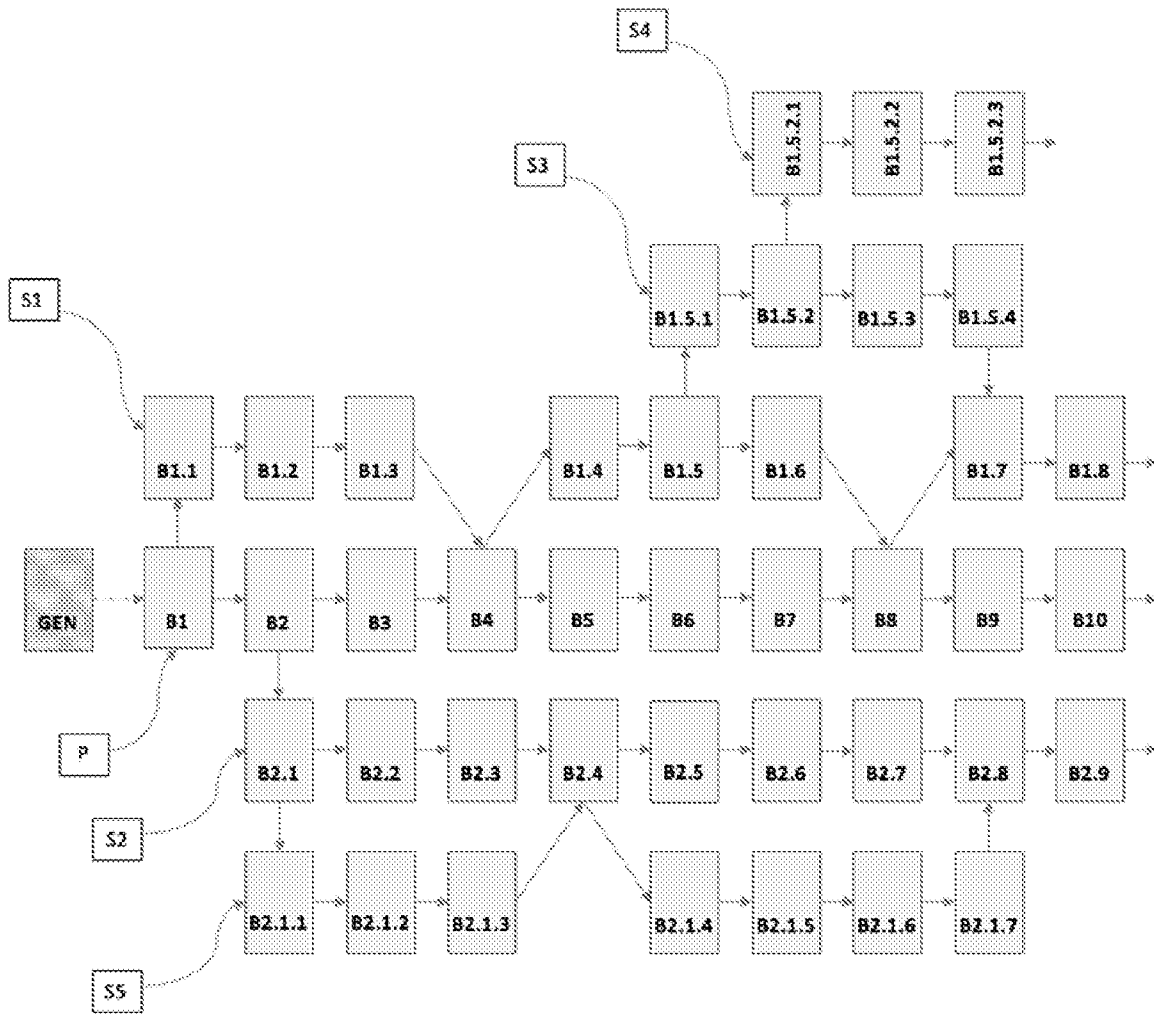 S4
B1.5.2.1 B1.5.2.2 B1.5.2.3
S3
B1.5.1 B1.5.2 B1.5.3 B1.5.4
S1
B1.1 B1.2 B1.3 B1.4 B1.5 B1.6 B1.7 B1.8
GEN B1 B2 B3 B4 B5 B6 B7 B8 B9 B10
P
B2.1 B2.2 B2.3 B2.4 B2.5 B2.6 B2.7 B2.8 B2.9
S2
B2.1.1 B2.1.2 B2.1.3 B2.1.4 B2.1.5 B2.1.6 B2.1.7
S5